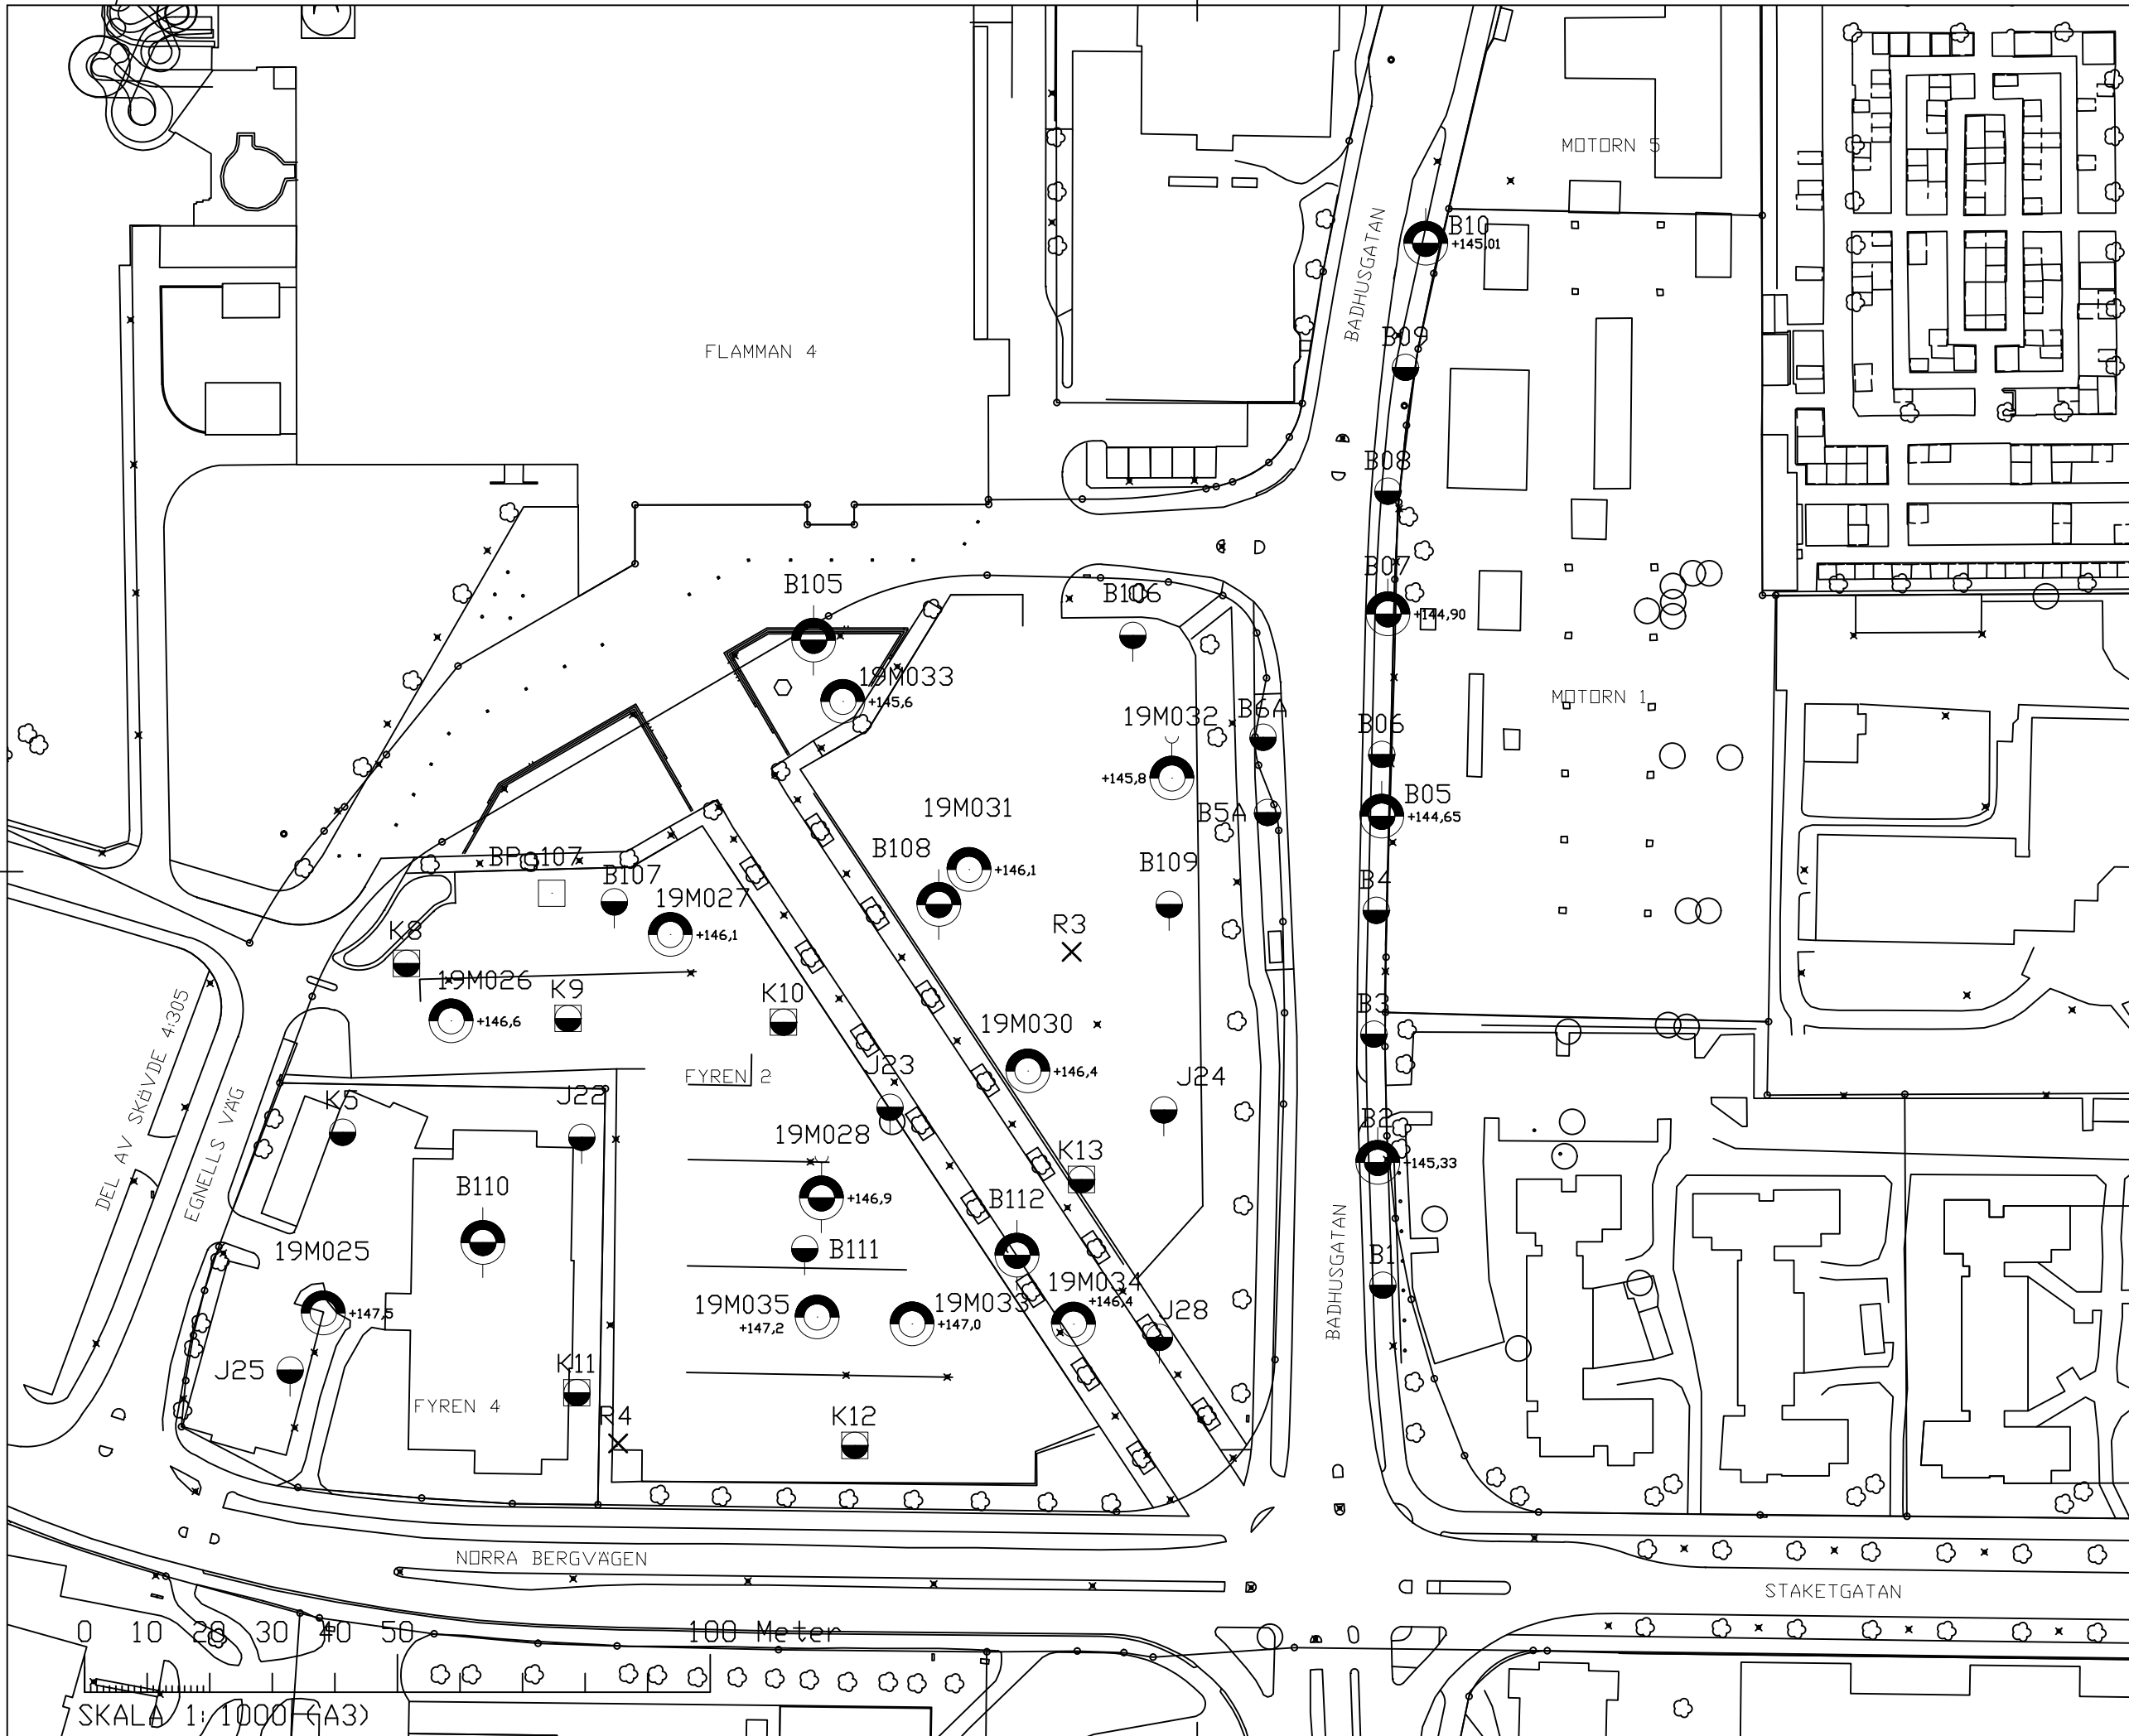 MOTORN 5
BADHUSGATAN
B10
+145,01
B09
FLAMMAN 4
B08
B07
+144,90
B105
B106
19M033
+145,6
MOTORN 1
19M032
+145,8
B6A
B06
B05
+144,65
B5A
19M031
+146,1
B108
B109
BPg107
B107
19M027
+146,1
B4
R3
K8
19M026
+146,6
K9
K10
19M030
+146,4
B3
DEL AV SKÖVDE 4:305
EGNELLS VÄG
FYREN 2
J23
J24
K5
J22
19M028
+146,9
K13
B2
+145,33
B110
B112
B111
BADHUSGATAN
B1
19M025
+147,5
19M035
+147,2
19M033
+147,0
19M034
+146,4
J28
J25
K11
FYREN 4
R4
K12
NORRA BERGVÄGEN
STAKETGATAN
0 10 20 30 40 50 100 Meter
SKALA 1:1000 (A3)